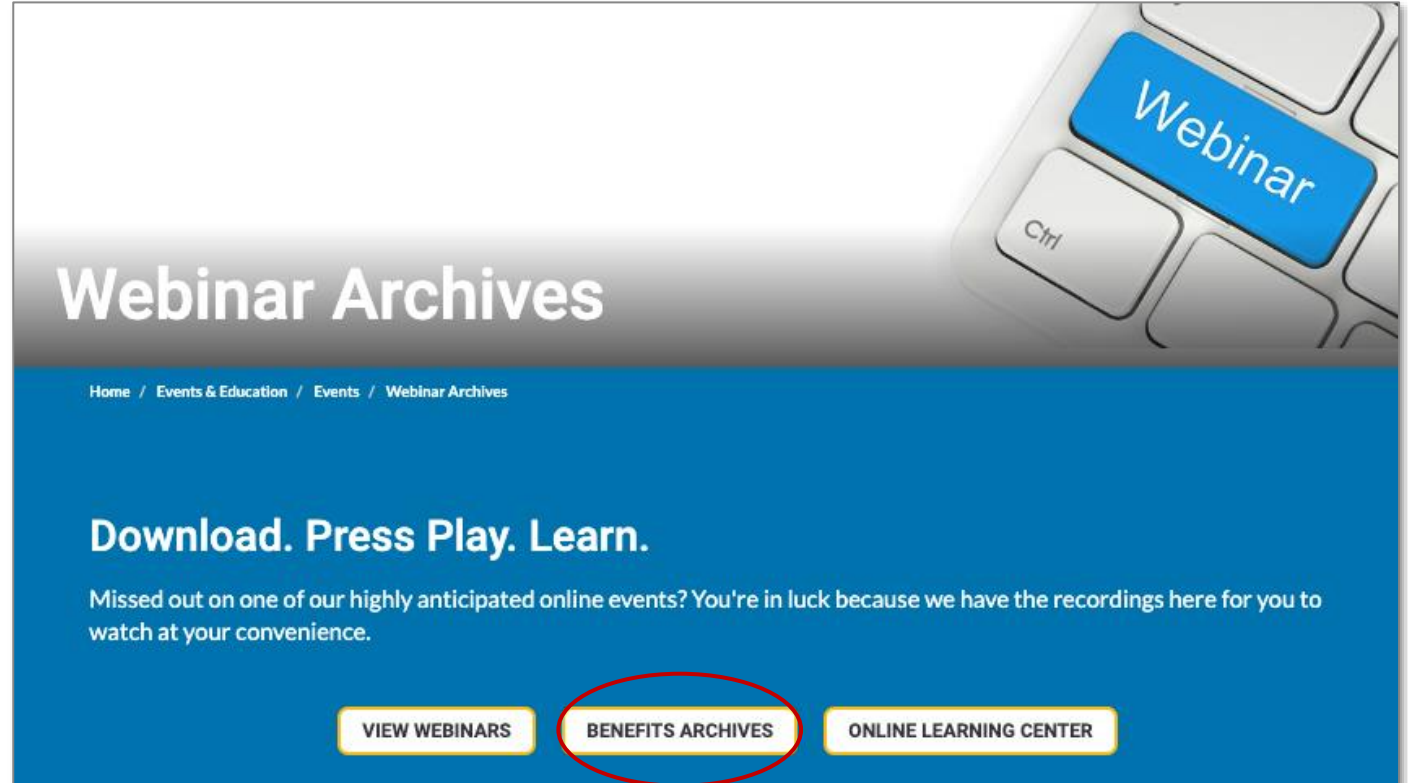 Webinar
Ctrl
Webinar Archives
Home / Events & Education / Events / Webinar Archives
Download. Press Play. Learn.
Missed out on one of our highly anticipated online events? You're in luck because we have the recordings here for you to
watch at your convenience.
VIEW WEBINARS
BENEFITS ARCHIVES
ONLINE LEARNING CENTER